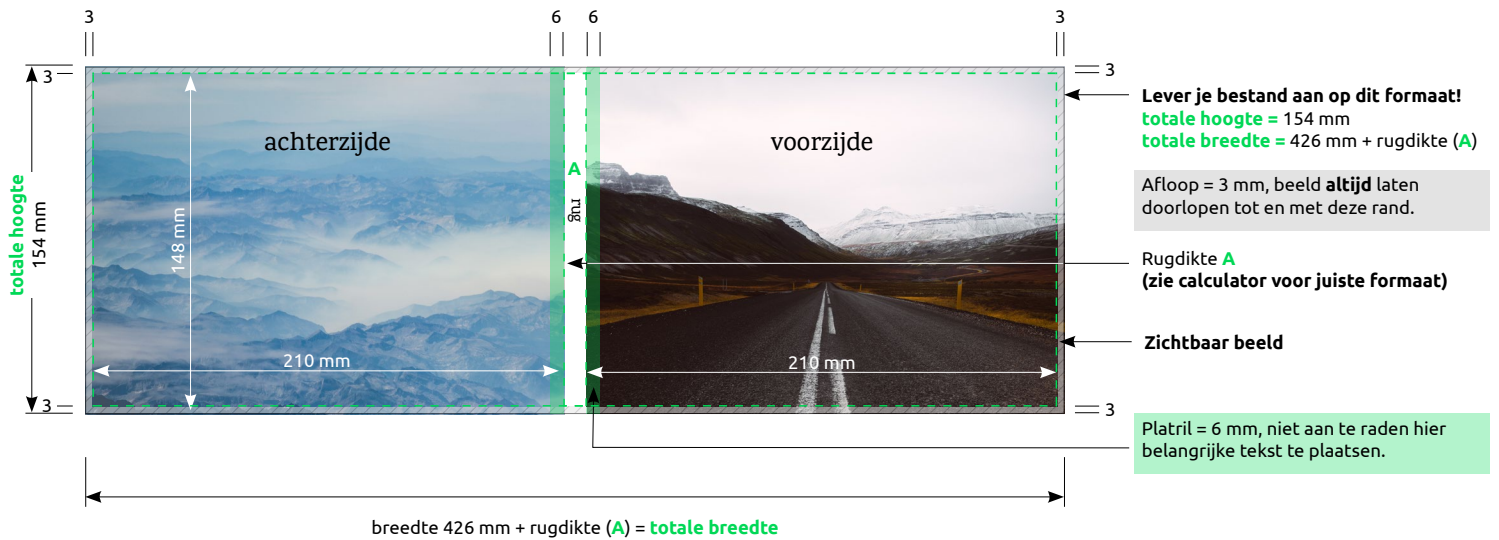 3
6
6
3
3
3
totale hoogte
154 mm
148 mm
achterzijde
A
rug
voorzijde
210 mm
210 mm
3
3
Lever je bestand aan op dit formaat!
totale hoogte = 154 mm
totale breedte = 426 mm + rugdikte (A)
Afloop = 3 mm, beeld altijd laten
doorlopen tot en met deze rand.
Rugdikte A
(zie calculator voor juiste formaat)
Zichtbaar beeld
Platril = 6 mm, niet aan te raden hier
belangrijke tekst te plaatsen.
breedte 426 mm + rugdikte (A) = totale breedte